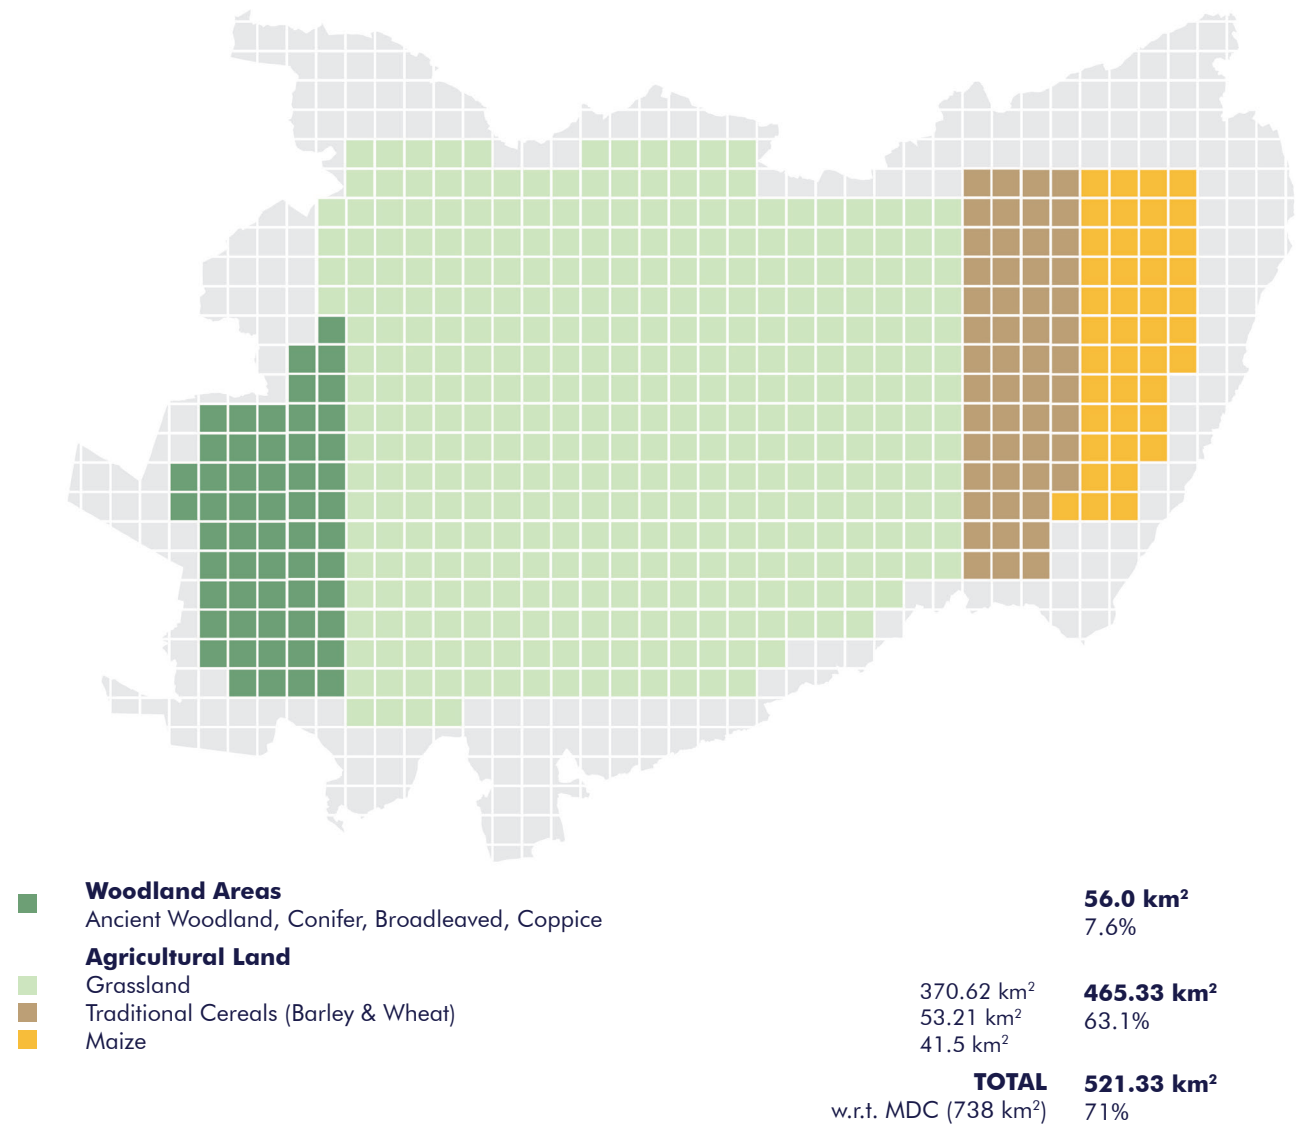 Woodland Areas
Ancient Woodland, Conifer, Broadleaved, Coppice
56.0 km²
7.6%
Agricultural Land
Grassland
Traditional Cereals (Barley & Wheat)
Maize
370.62 km²
53.21 km²
41.5 km²
465.33 km²
63.1%
TOTAL
w.r.t. MDC (738 km²)
521.33 km²
71%